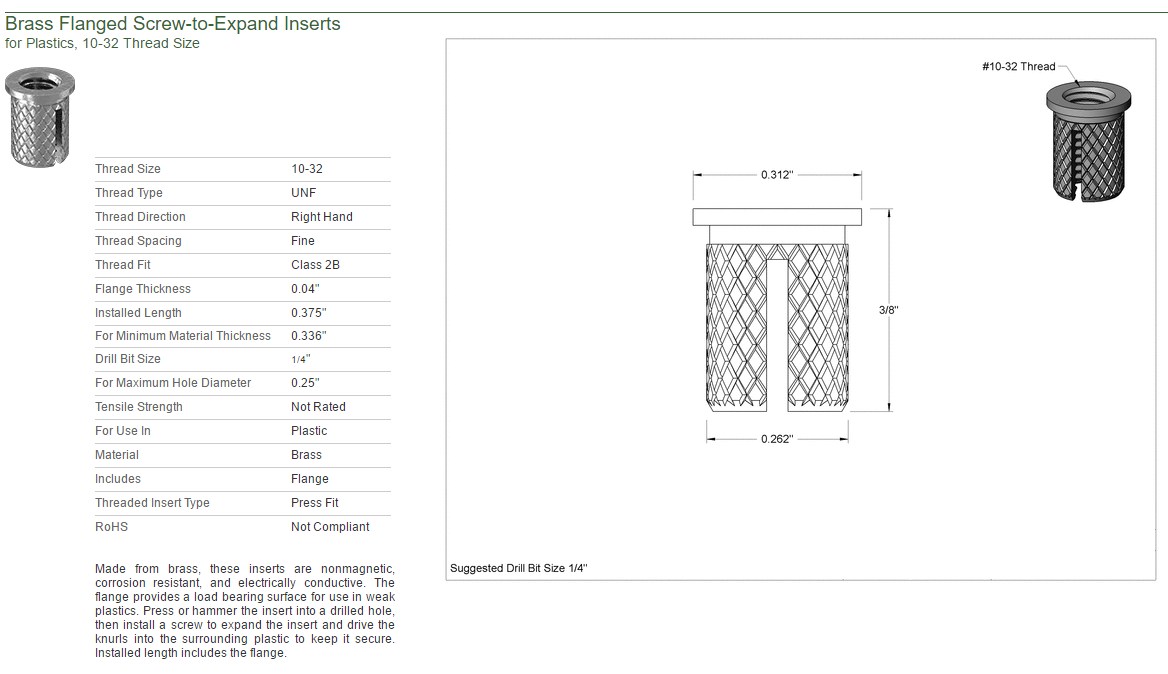 Brass Flanged Screw-to-Expand Inserts
for Plastics, 10-32 Thread Size
Thread Size 10-32
Thread Type UNF
Thread Direction Right Hand
Thread Spacing Fine
Thread Fit Class 2B
Flange Thickness 0.04"
Installed Length 0.375"
For Minimum Material Thickness 0.336"
Drill Bit Size 1/4"
For Maximum Hole Diameter 0.25"
Tensile Strength Not Rated
For Use In Plastic
Material Brass
Includes Flange
Threaded Insert Type Press Fit
RoHS Not Compliant
Made from brass, these inserts are nonmagnetic,
corrosion resistant, and electrically conductive. The
flange provides a load bearing surface for use in weak
plastics. Press or hammer the insert into a drilled hole,
then install a screw to expand the insert and drive the
knurls into the surrounding plastic to keep it secure.
Installed length includes the flange.
#10-32 Thread
0.312"
3/8"
0.262"
Suggested Drill Bit Size 1/4"